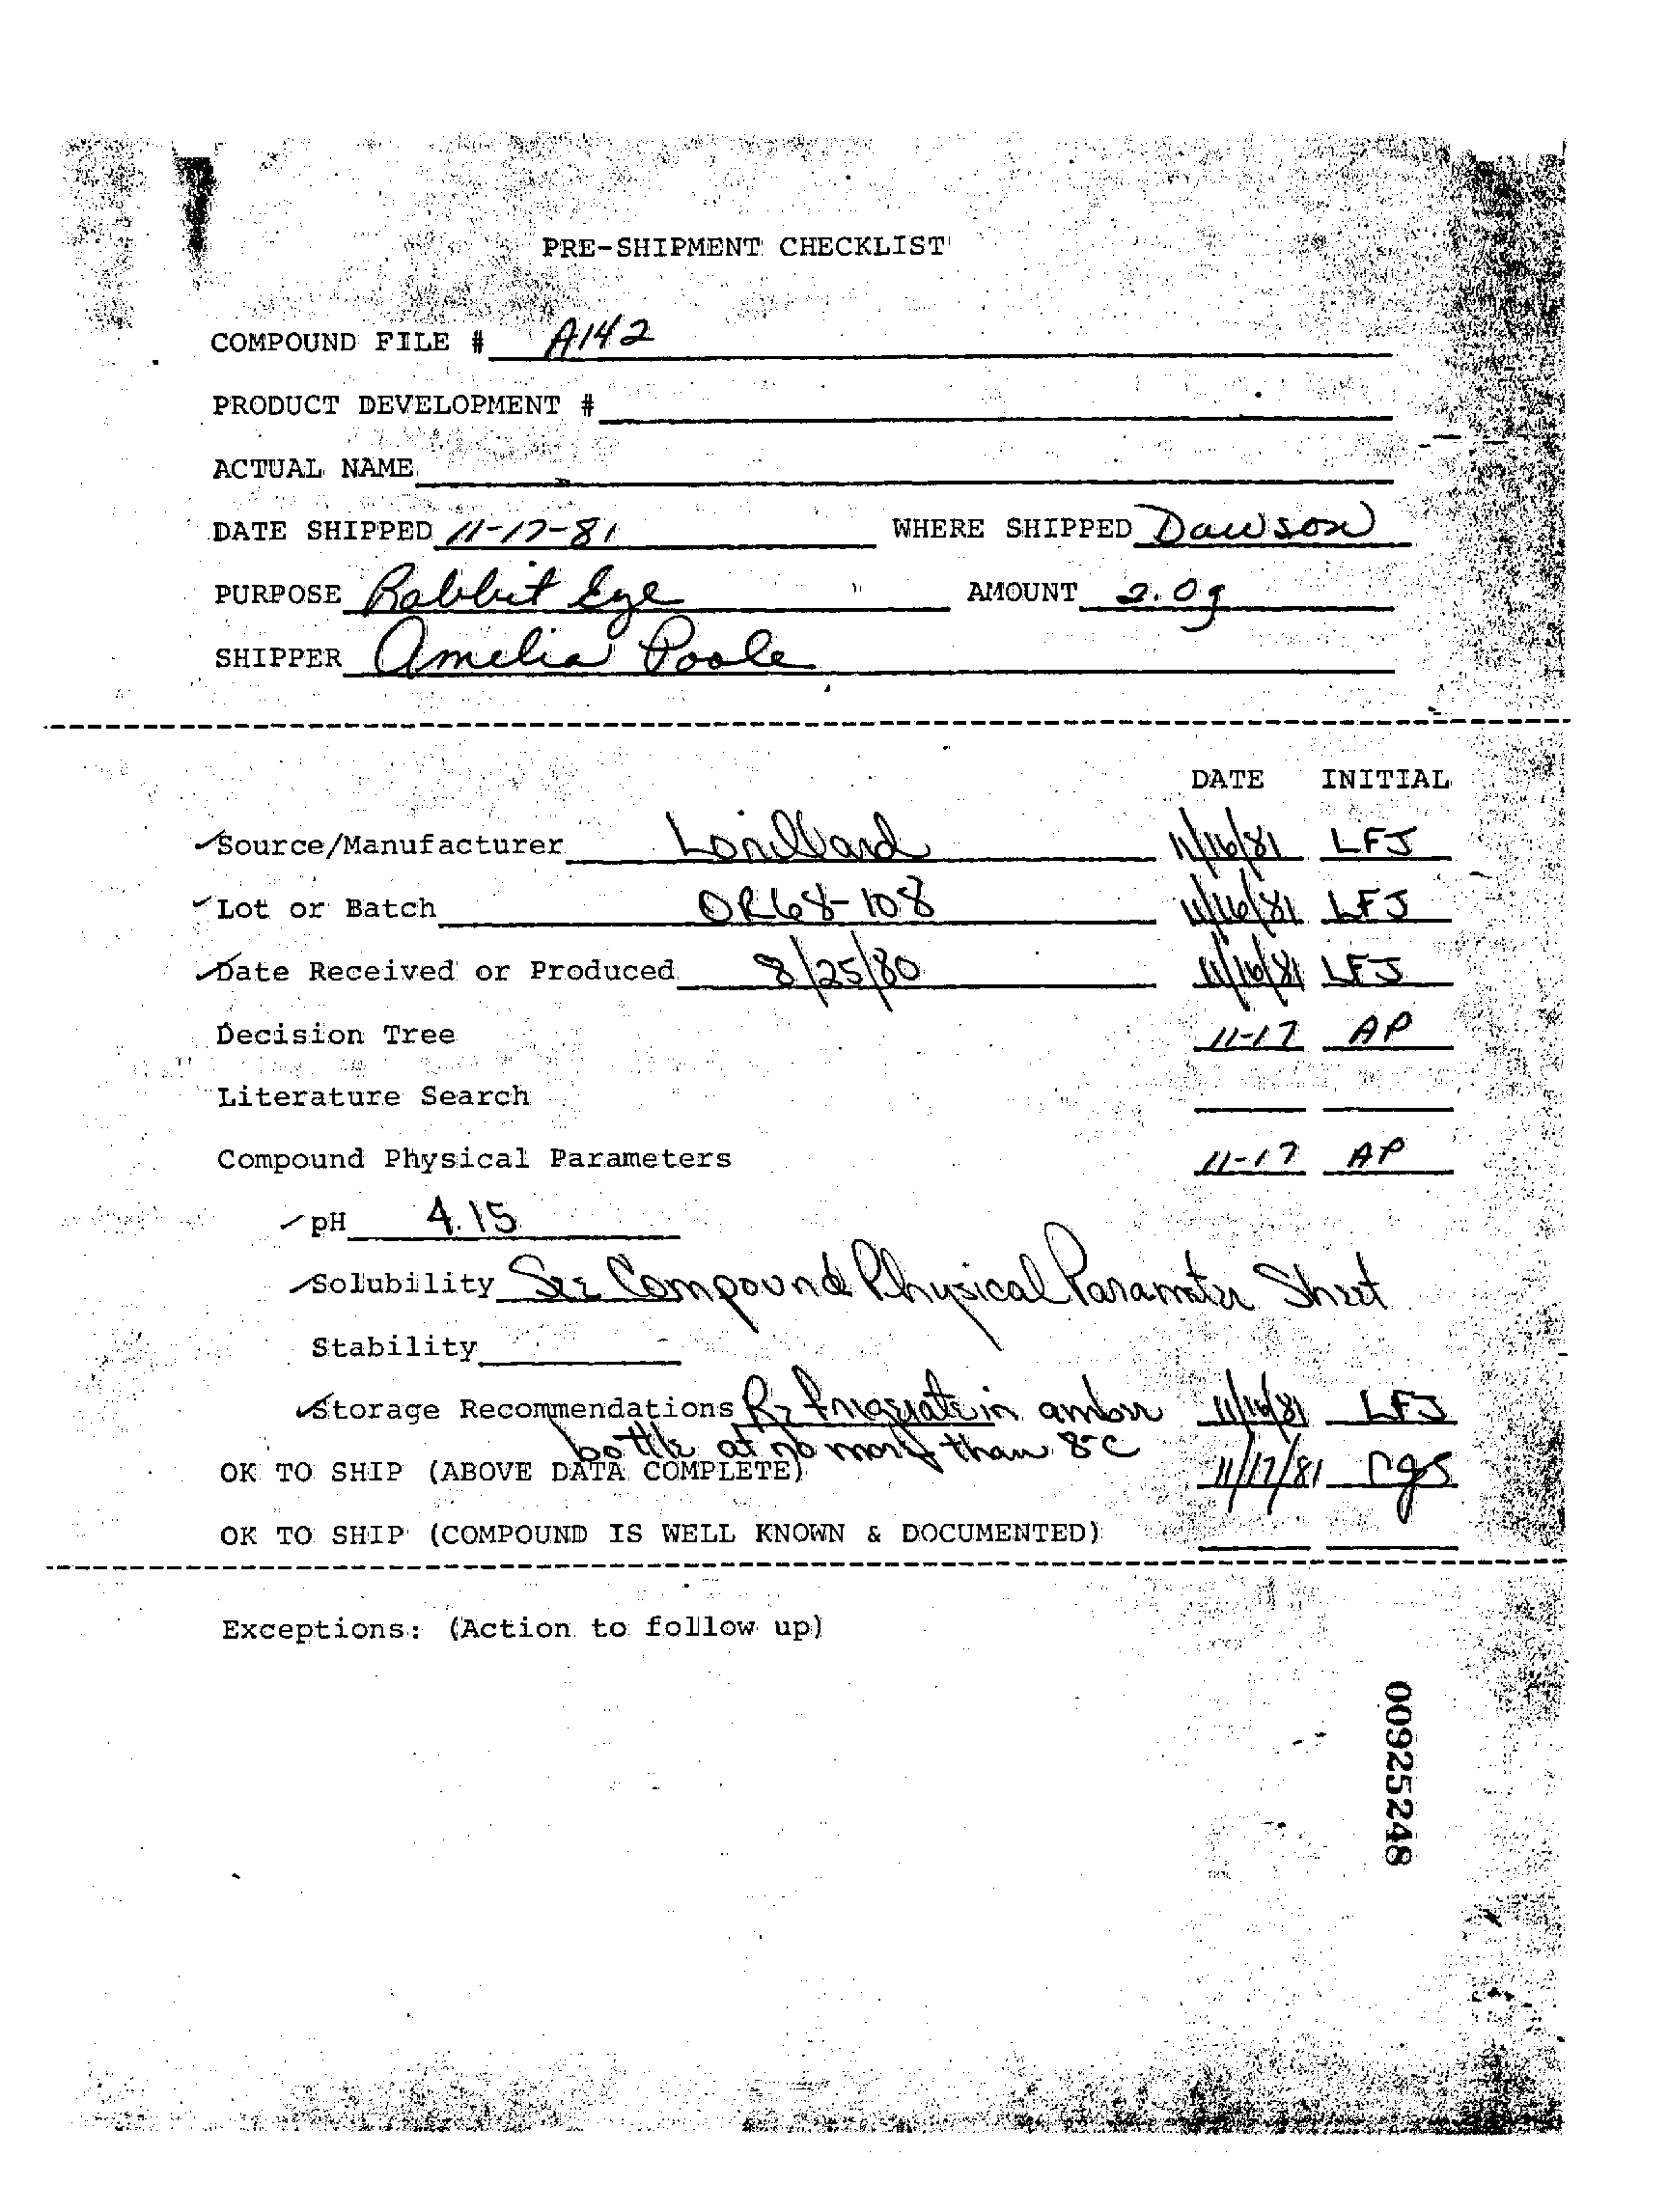 PRE-SHIPMENT CHECKLIST
COMPOUND FILE # A142
PRODUCT DEVELOPMENT #
ACTUAL NAME
DATE SHIPPED 11-17-81 WHERE SHIPPED Dawson
PURPOSE Rabbit Eye AMOUNT 2.0g
SHIPPER Amelia Poole
DATE INITIAL
✓Source/Manufacturer Lorillard 11/16/81 LFJ
✓Lot or Batch OR68-108 11/16/81 LFJ
✓Date Received or Produced 8/25/80 11/16/81 LFJ
Decision Tree 11-17 AP
Literature Search
Compound Physical Parameters 11-17 AP
✓pH 4.15
✓Solubility See Compound Physical Paramter Sheet
Stability
✓Storage Recommendations Refrigerate in amber 11/16/81 LFJ
bottle at no more than 8°C
OK TO SHIP (ABOVE DATA COMPLETE) 11/17/81
OK TO SHIP (COMPOUND IS WELL KNOWN & DOCUMENTED)
Exceptions: (Action to follow up)
00925248